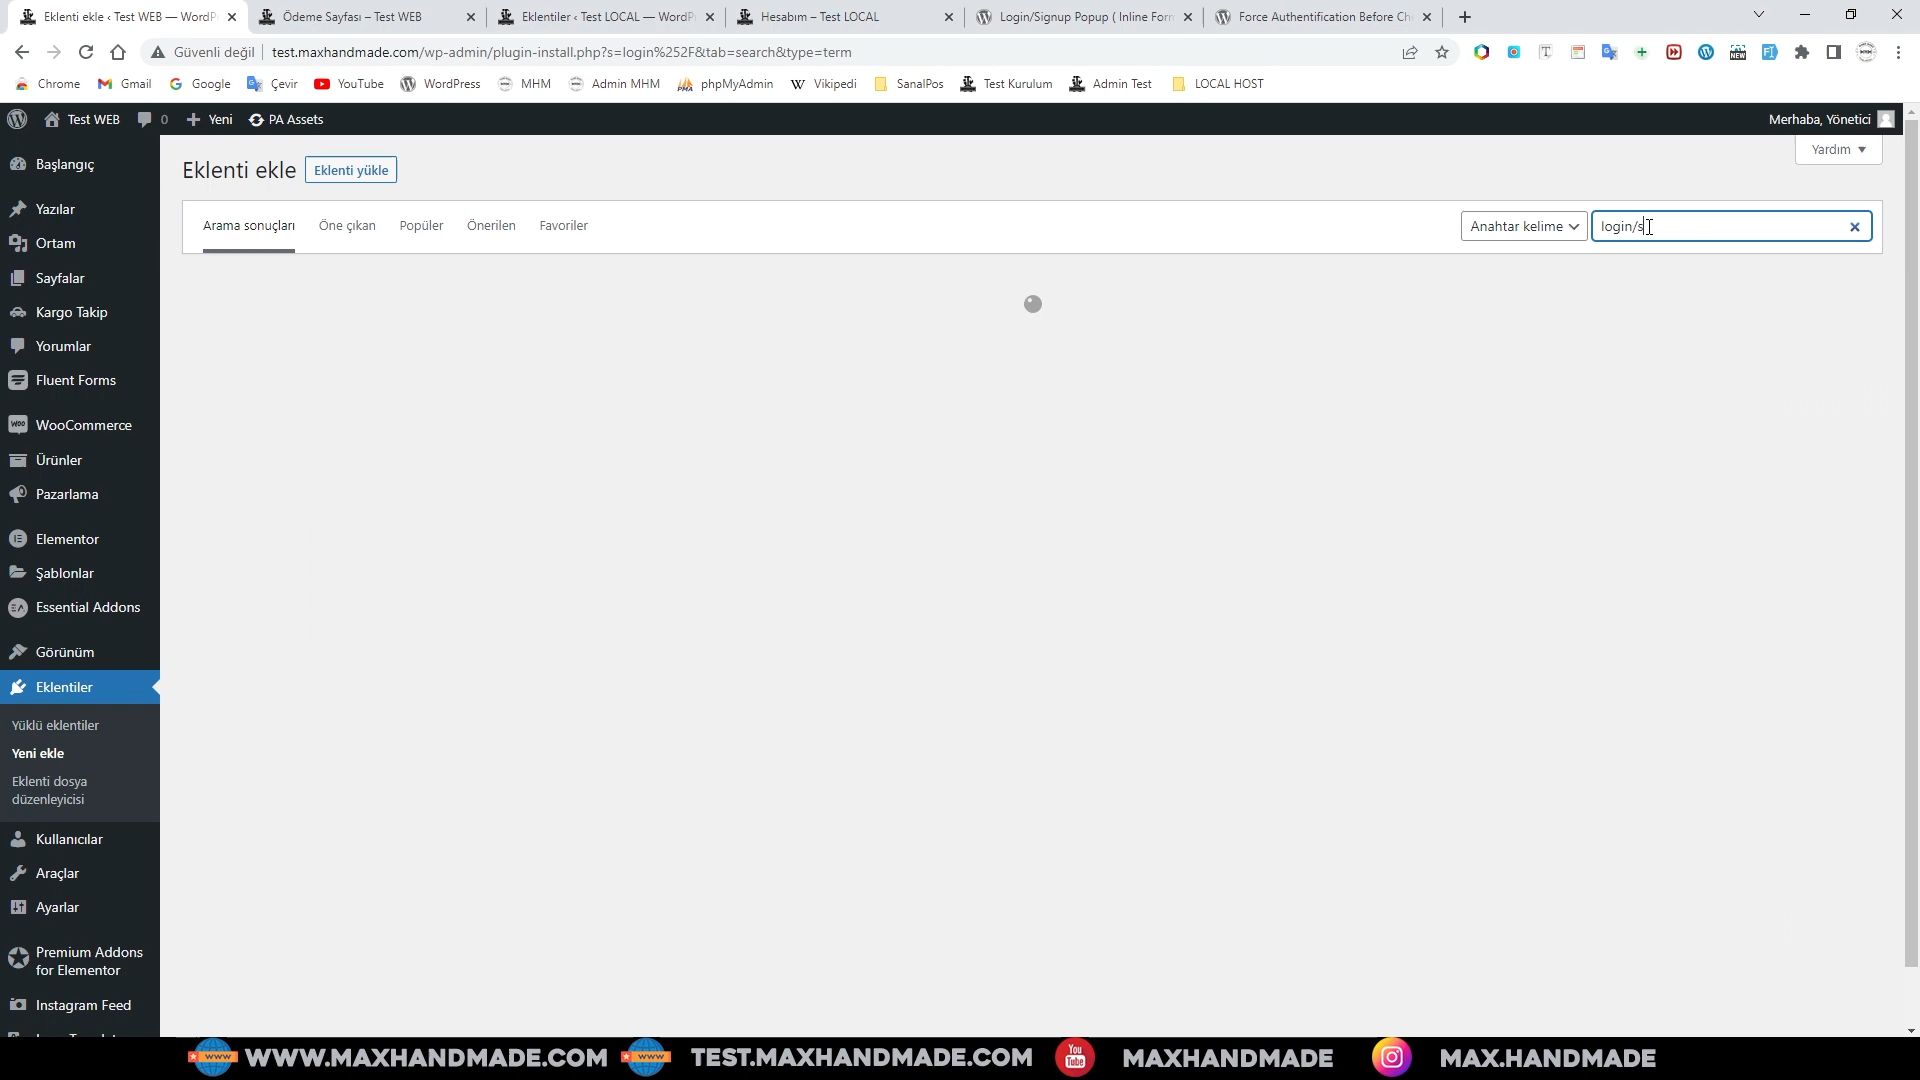 Eklenti ekle ‹ Test WEB — WordP
Ödeme Sayfası – Test WEB
Eklentiler ‹ Test LOCAL — WordP
Hesabım – Test LOCAL
Login/Signup Popup ( Inline Form
Force Authentification Before Ch
Güvenli değil
test.maxhandmade.com/wp-admin/plugin-install.php?s=login%252F&tab=search&type=term
Chrome
Gmail
Google
Çevir
YouTube
WordPress
MHM
Admin MHM
phpMyAdmin
Vikipedi
SanalPos
Test Kurulum
Admin Test
LOCAL HOST
Test WEB
0
Yeni
PA Assets
Merhaba, Yönetici
Yardım
Eklenti ekle
Eklenti yükle
Arama sonuçları
Öne çıkan
Popüler
Önerilen
Favoriler
Anahtar kelime
login/s
Başlangıç
Yazılar
Ortam
Sayfalar
Kargo Takip
Yorumlar
Fluent Forms
WooCommerce
Ürünler
Pazarlama
Elementor
Şablonlar
Essential Addons
Görünüm
Eklentiler
Yüklü eklentiler
Yeni ekle
Eklenti dosya
düzenleyicisi
Kullanıcılar
Araçlar
Ayarlar
Premium Addons
for Elementor
Instagram Feed
WWW.MAXHANDMADE.COM
TEST.MAXHANDMADE.COM
MAXHANDMADE
MAX.HANDMADE